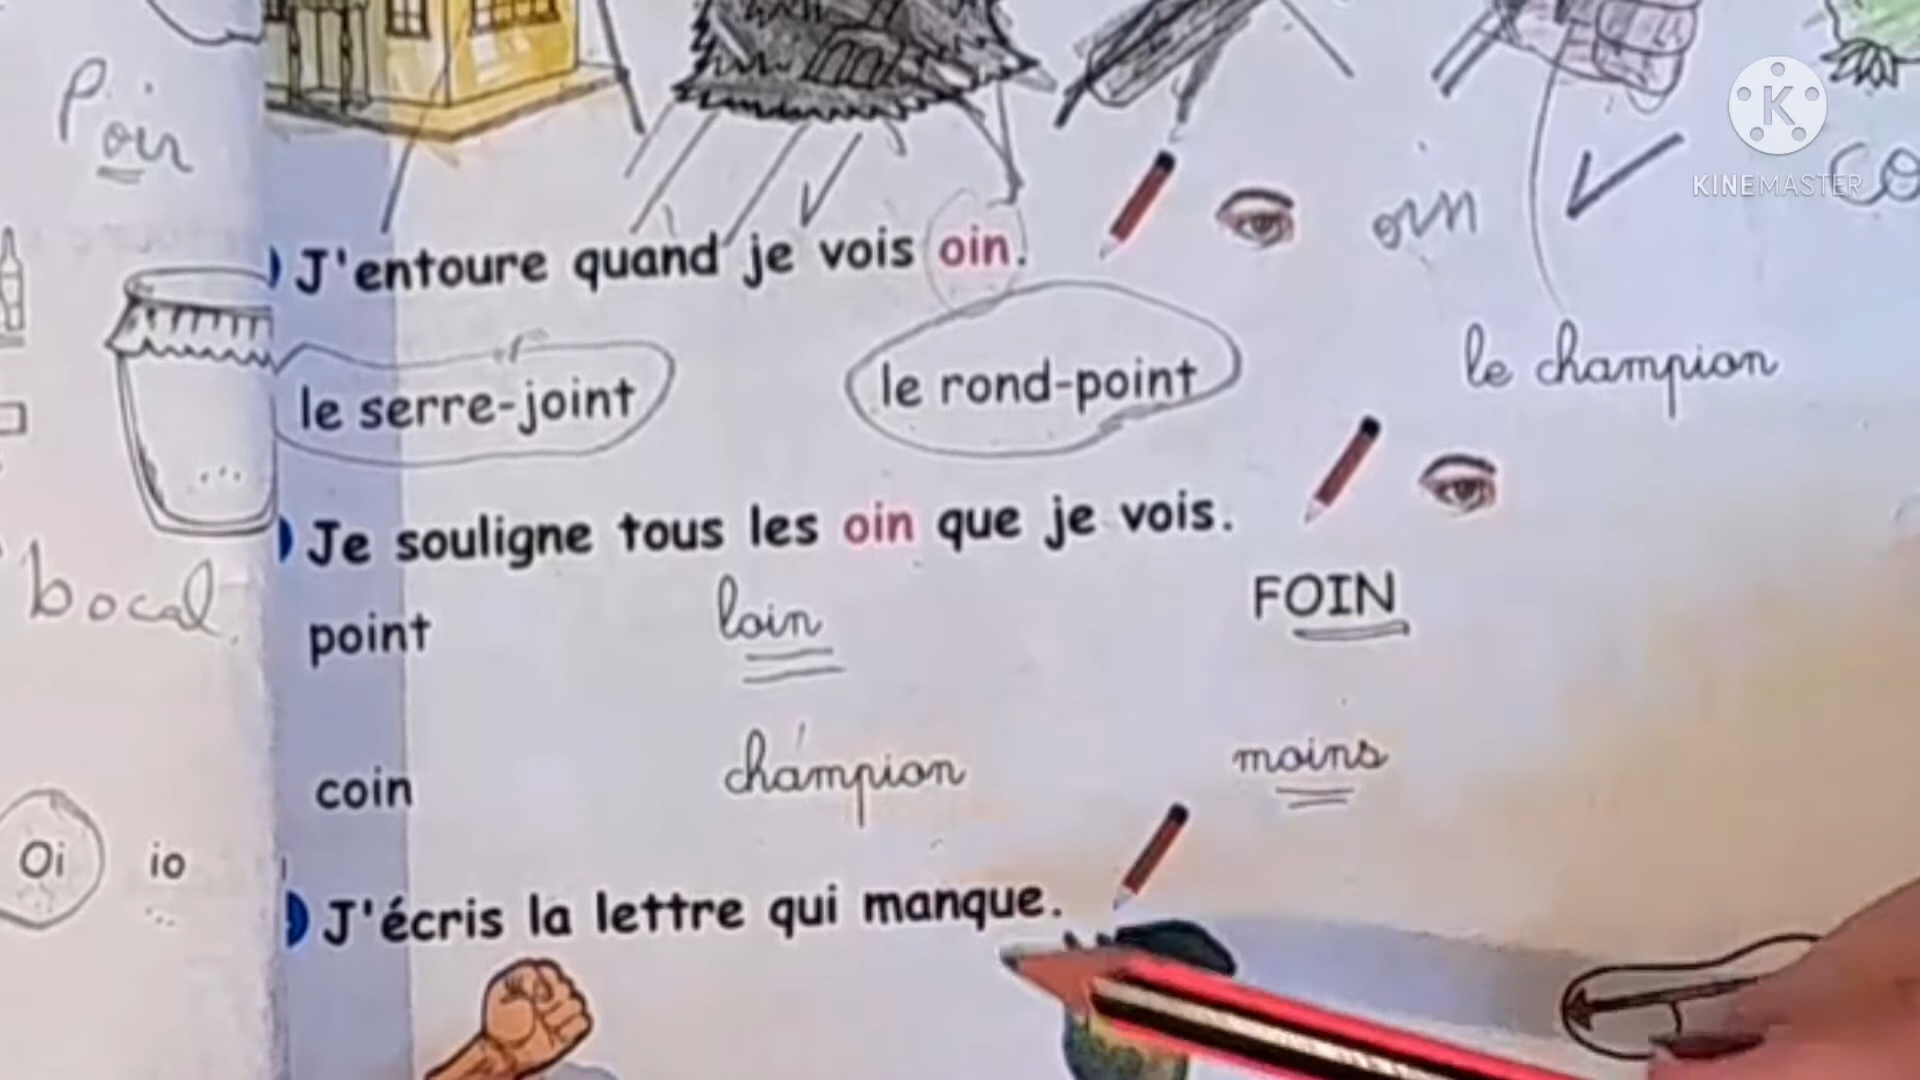 Poin
KINEMASTER
J'entoure quand je vois oin.
oin
le serre-joint le rond-point le champion
Je souligne tous les oin que je vois.
bocal
point loin FOIN
coin champion moins
Oi io
J'écris la lettre qui manque.